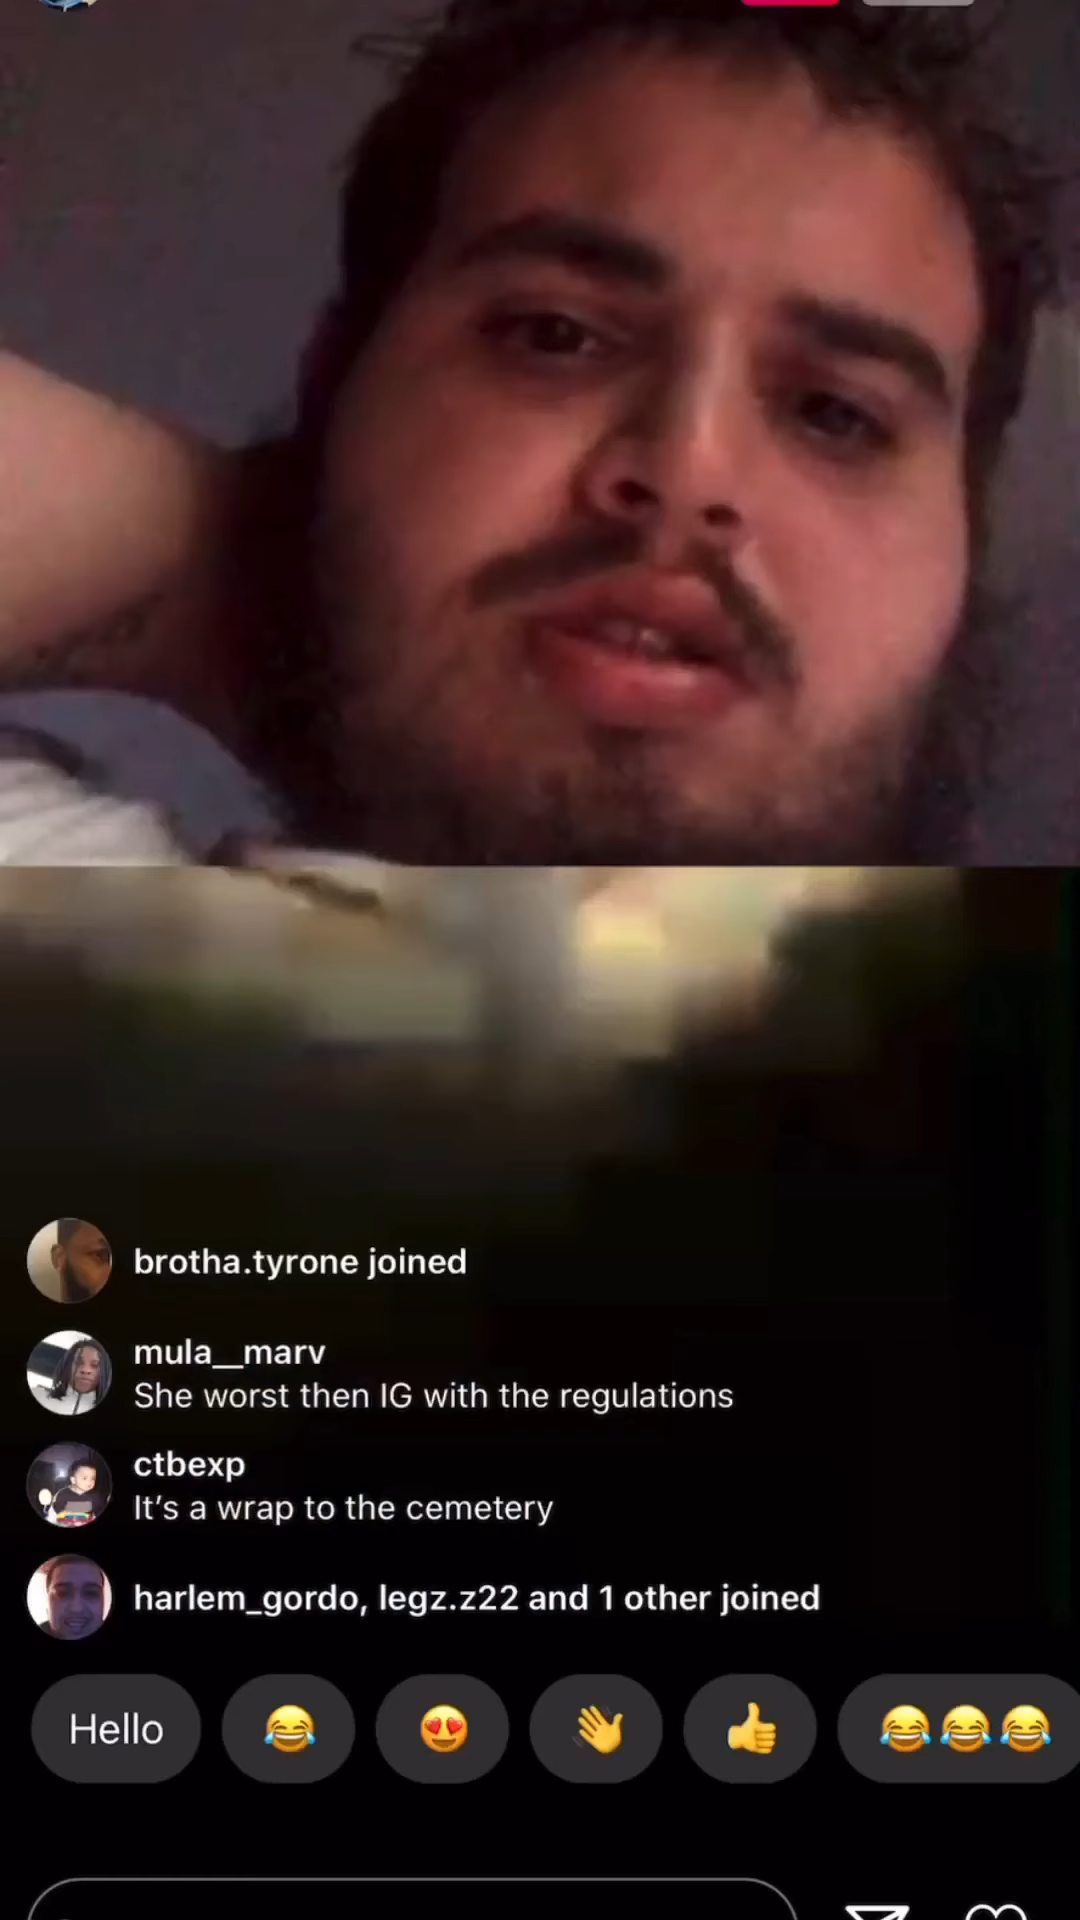 brotha.tyrone joined
mula__marv
She worst then IG with the regulations
ctbexp
It’s a wrap to the cemetery
harlem_gordo, legz.z22 and 1 other joined
Hello